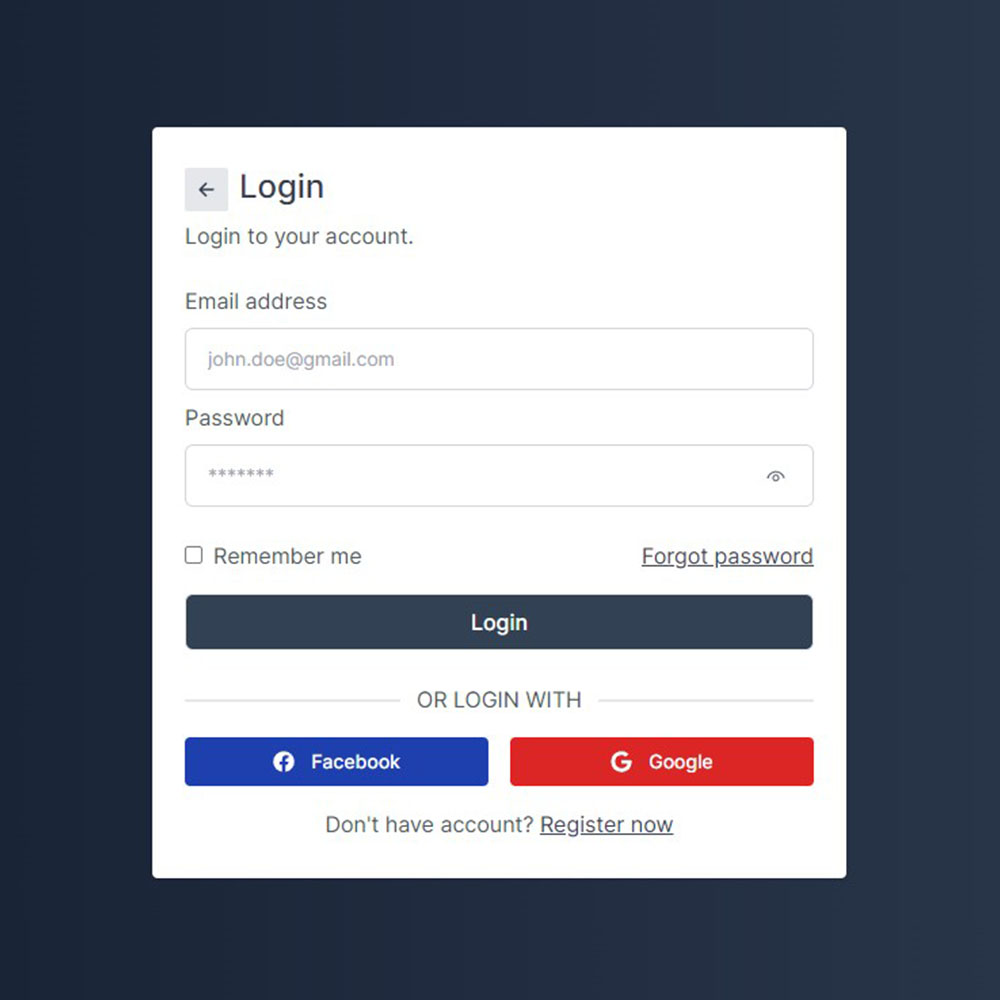 Login
Login to your account.
Email address
john.doe@gmail.com
Password
*******
Remember me
Forgot password
Login
OR LOGIN WITH
Facebook
Google
Don't have account? Register now